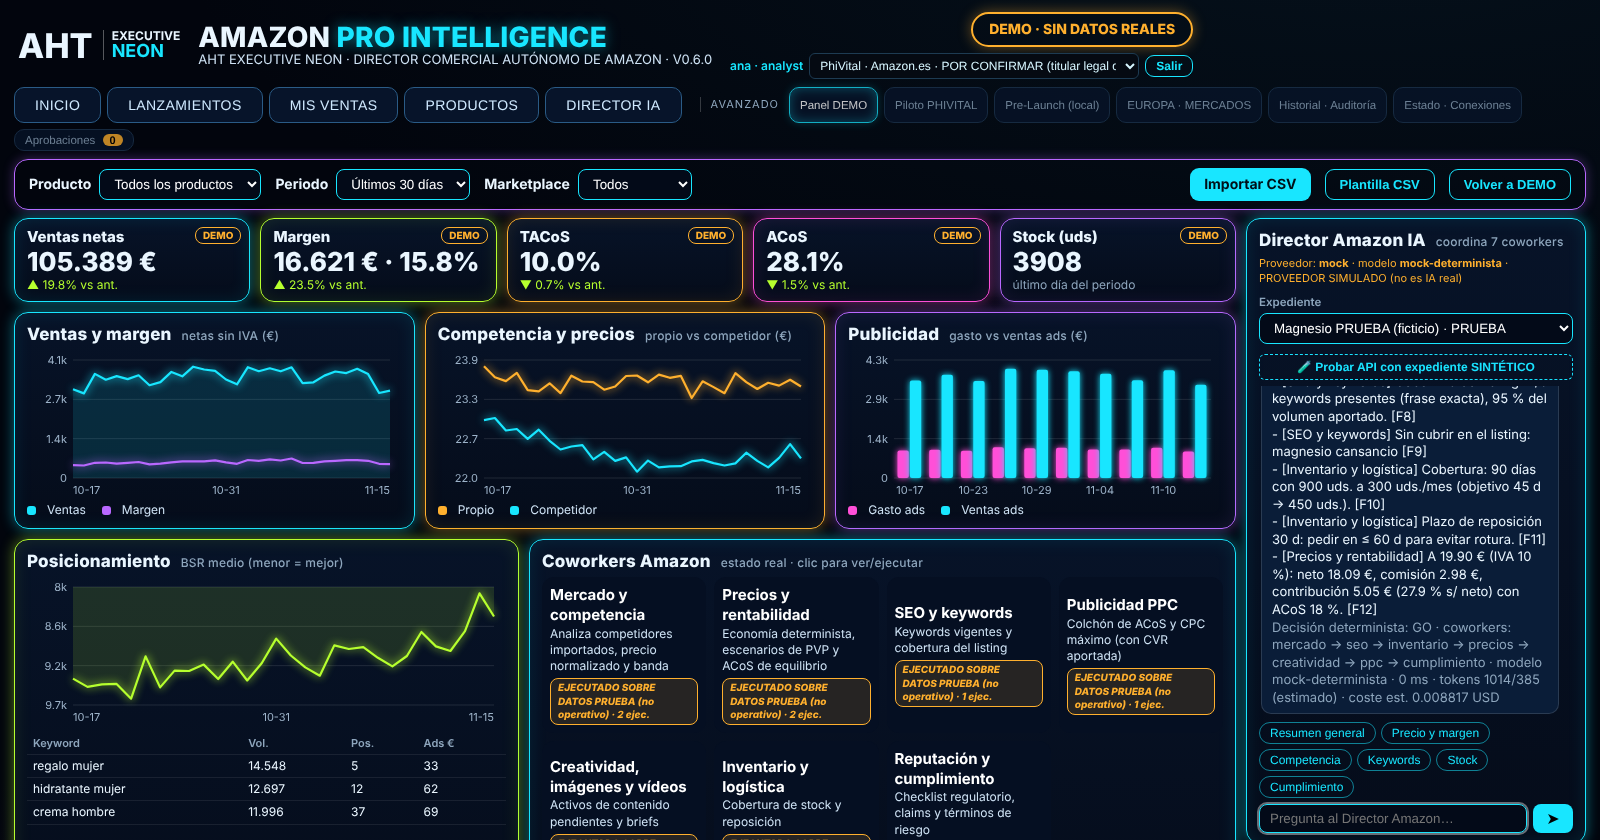 AHT EXECUTIVE NEON
AMAZON PRO INTELLIGENCE
AHT EXECUTIVE NEON · DIRECTOR COMERCIAL AUTÓNOMO DE AMAZON · V0.6.0
DEMO · SIN DATOS REALES
ana · analyst
PhiVital · Amazon.es · POR CONFIRMAR (titular legal c
Salir
INICIO
LANZAMIENTOS
MIS VENTAS
PRODUCTOS
DIRECTOR IA
AVANZADO
Panel DEMO
Piloto PHIVITAL
Pre-Launch (local)
EUROPA · MERCADOS
Historial · Auditoría
Estado · Conexiones
Aprobaciones 0
Producto
Todos los productos
Periodo
Últimos 30 días
Marketplace
Todos
Importar CSV
Plantilla CSV
Volver a DEMO
Ventas netas
DEMO
105.389 €
▲ 19.8% vs ant.
Margen
DEMO
16.621 € · 15.8%
▲ 23.5% vs ant.
TACoS
DEMO
10.0%
▼ 0.7% vs ant.
ACoS
DEMO
28.1%
▼ 1.5% vs ant.
Stock (uds)
DEMO
3908
último día del periodo
Ventas y margen netas sin IVA (€)
4.1k
2.7k
1.4k
0
10-17 10-31 11-15
Ventas Margen
Competencia y precios propio vs competidor (€)
23.9
23.3
22.7
22.0
10-17 10-31 11-15
Propio Competidor
Publicidad gasto vs ventas ads (€)
4.3k
2.9k
1.4k
0
10-17 10-23 10-29 11-04 11-10
Gasto ads Ventas ads
Posicionamiento BSR medio (menor = mejor)
8k
8.6k
9.2k
9.7k
10-17 10-31 11-15
Keyword Vol. Pos. Ads €
regalo mujer 14.548 5 33
hidratante mujer 12.697 12 62
crema hombre 11.996 37 69
Coworkers Amazon estado real · clic para ver/ejecutar
Mercado y
competencia
Analiza competidores
importados, precio
normalizado y banda
EJECUTADO SOBRE
DATOS PRUEBA (no
operativo) · 2 ejec.
Precios y
rentabilidad
Economía determinista,
escenarios de PVP y
ACoS de equilibrio
EJECUTADO SOBRE
DATOS PRUEBA (no
operativo) · 2 ejec.
SEO y keywords
Keywords vigentes y
cobertura del listing
EJECUTADO SOBRE
DATOS PRUEBA (no
operativo) · 1 ejec.
Publicidad PPC
Colchón de ACoS y CPC
máximo (con CVR
aportada)
EJECUTADO SOBRE
DATOS PRUEBA (no
operativo) · 1 ejec.
Creatividad,
imágenes y vídeos
Activos de contenido
pendientes y briefs
Inventario y
logística
Cobertura de stock y
reposición
Reputación y
cumplimiento
Checklist regulatorio,
claims y términos de
riesgo
Director Amazon IA coordina 7 coworkers
Proveedor: mock · modelo mock-determinista ·
PROVEEDOR SIMULADO (no es IA real)
Expediente
Magnesio PRUEBA (ficticio) · PRUEBA
🧪 Probar API con expediente SINTÉTICO
keywords presentes (frase exacta), 95 % del
volumen aportado. [F8]
- [SEO y keywords] Sin cubrir en el listing:
magnesio cansancio [F9]
- [Inventario y logística] Cobertura: 90 días
con 900 uds. a 300 uds./mes (objetivo 45 d
→ 450 uds.). [F10]
- [Inventario y logística] Plazo de reposición
30 d: pedir en ≤ 60 d para evitar rotura. [F11]
- [Precios y rentabilidad] A 19.90 € (IVA 10
%): neto 18.09 €, comisión 2.98 €,
contribución 5.05 € (27.9 % s/ neto) con
ACoS 18 %. [F12]
Decisión determinista: GO · coworkers:
mercado → seo → inventario → precios →
creatividad → ppc → cumplimiento · modelo
mock-determinista · 0 ms · tokens 1014/385
(estimado) · coste est. 0.008817 USD
Resumen general
Precio y margen
Competencia
Keywords
Stock
Cumplimiento
Pregunta al Director Amazon...
➤